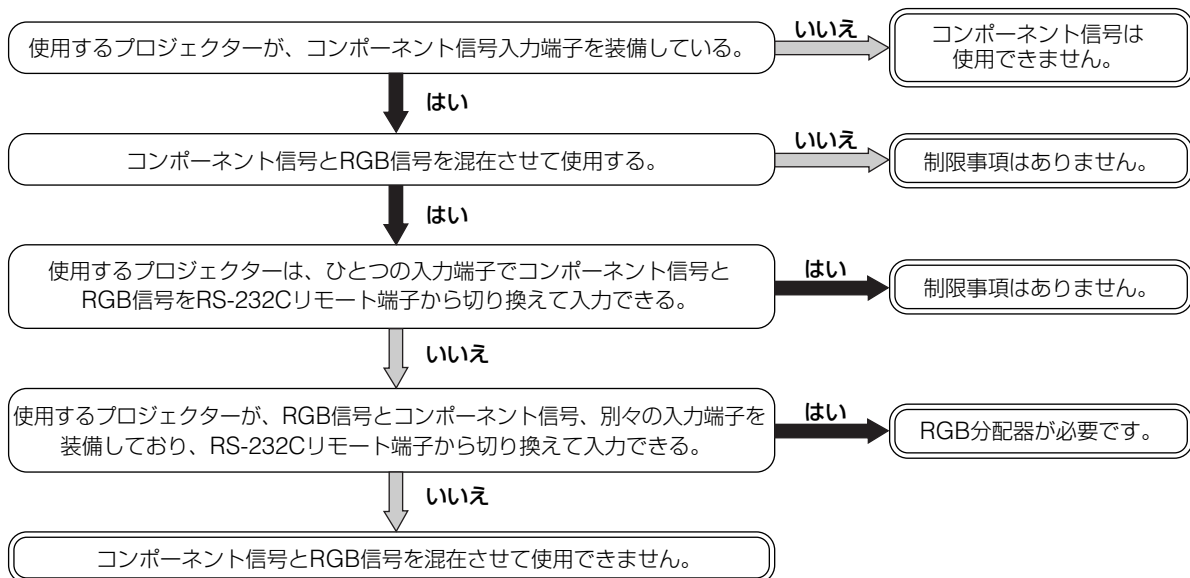 使用するプロジェクターが、コンポーネント信号入力端子を装備している。
いいえ
コンポーネント信号は
使用できません。
はい
コンポーネント信号とRGB信号を混在させて使用する。
いいえ
制限事項はありません。
はい
使用するプロジェクターは、ひとつの入力端子でコンポーネント信号と
RGB信号をRS-232Cリモート端子から切り換えて入力できる。
はい
制限事項はありません。
いいえ
使用するプロジェクターが、RGB信号とコンポーネント信号、別々の入力端子を
装備しており、RS-232Cリモート端子から切り換えて入力できる。
はい
RGB分配器が必要です。
いいえ
コンポーネント信号とRGB信号を混在させて使用できません。